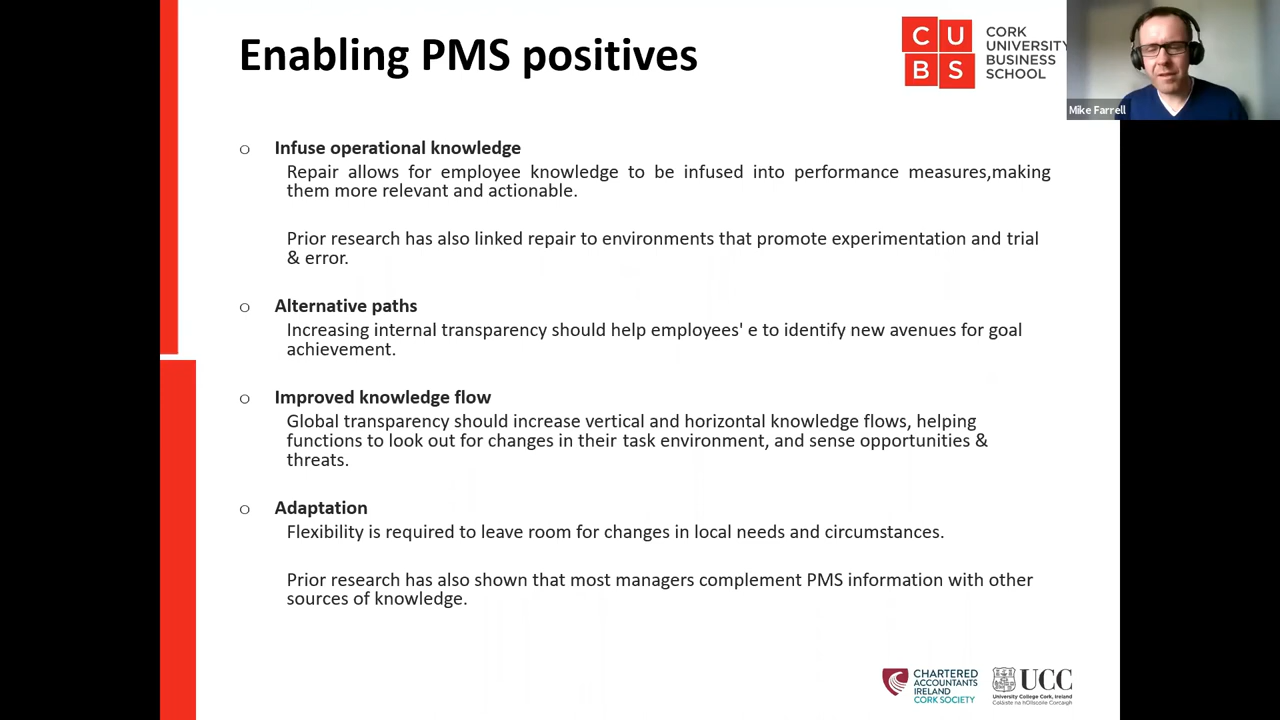 Enabling PMS positives
C U
B S
CORK
UNIVERSITY
BUSINESS
SCHOOL
Mike Farrell
o Infuse operational knowledge
Repair allows for employee knowledge to be infused into performance measures,making
them more relevant and actionable.
Prior research has also linked repair to environments that promote experimentation and trial
& error.
o Alternative paths
Increasing internal transparency should help employees' e to identify new avenues for goal
achievement.
o Improved knowledge flow
Global transparency should increase vertical and horizontal knowledge flows, helping
functions to look out for changes in their task environment, and sense opportunities &
threats.
o Adaptation
Flexibility is required to leave room for changes in local needs and circumstances.
Prior research has also shown that most managers complement PMS information with other
sources of knowledge.
CHARTERED
ACCOUNTANTS
IRELAND
CORK SOCIETY
UCC
University College Cork, Ireland
Coláiste na hOllscoile Corcaigh